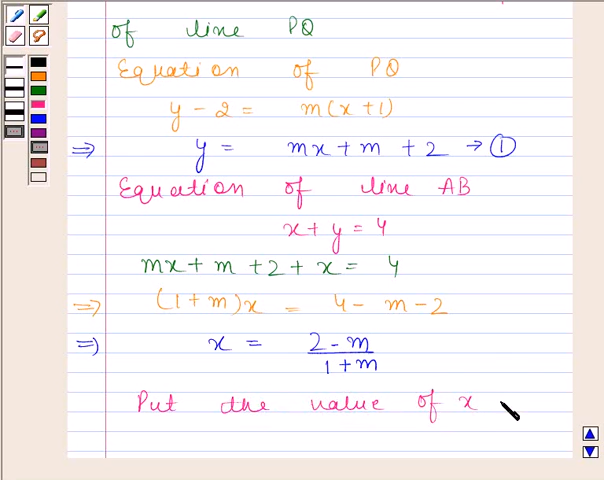 of line PQ
Equation of PQ
y - 2 = m(x+1)
⇒ y = mx + m + 2 → ①
Equation of line AB
x + y = 4
mx + m + 2 + x = 4
⇒ (1+m)x = 4 - m - 2
⇒) x = 2 - m / 1 + m
Put the value of x